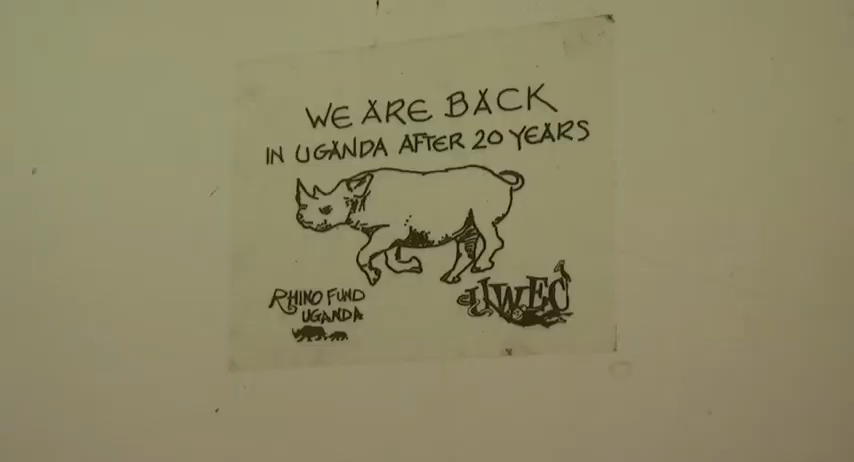 WE ARE BACK
IN UGANDA AFTER 20 YEARS
RHINO FUND
UGANDA
UWEC